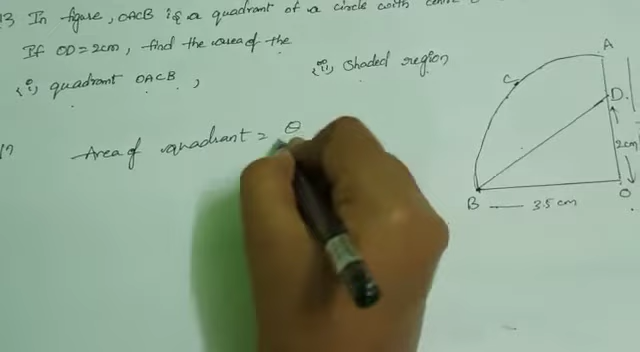 13 In figure, OACB is a quadrant of a circle with
If OD = 2cm, find the area of the
(i) quadrant OACB, (ii) shaded region
Area of quadrant = θ
A
C
D
2cm
B 3.5 cm O